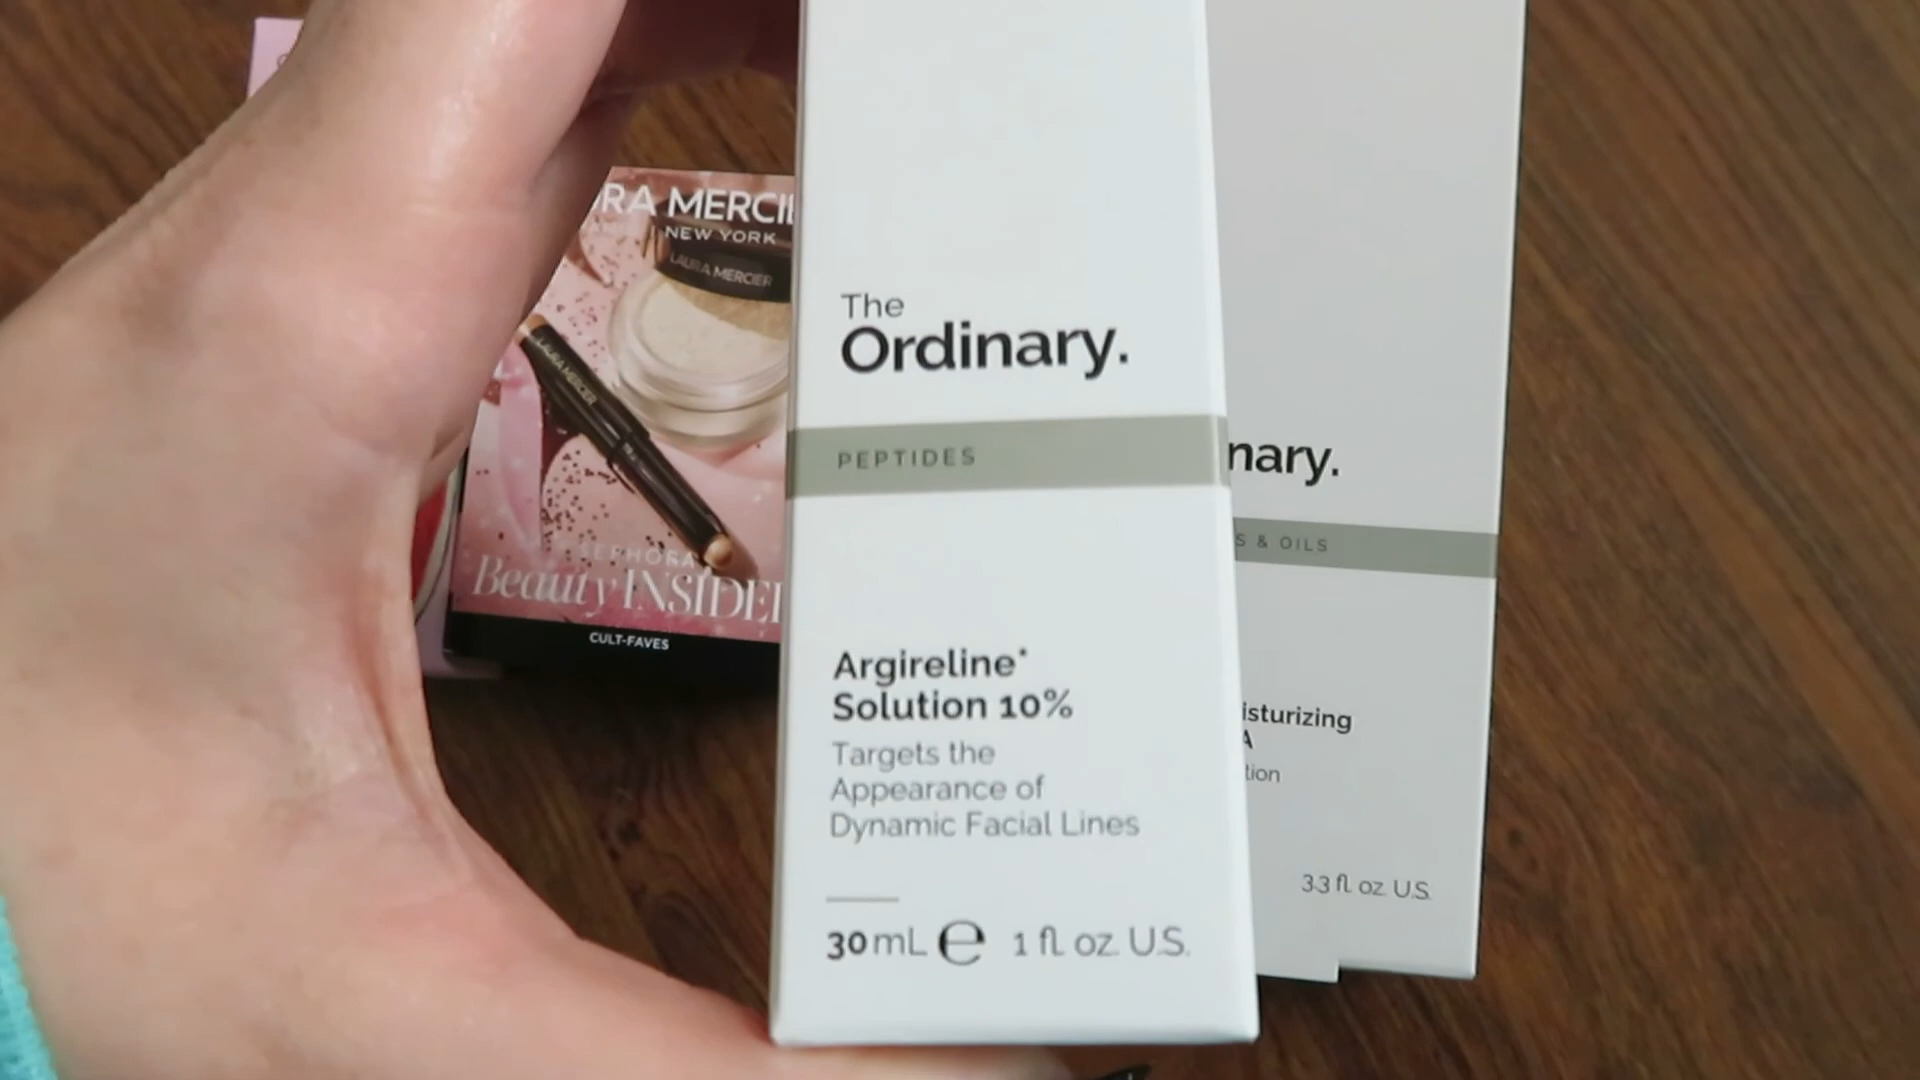 The
Ordinary.
PEPTIDES
Argireline*
Solution 10%
Targets the
Appearance of
Dynamic Facial Lines
30 mL e 1 fl oz U.S.
RA MERCI
NEW YORK
LAURA MERCIER
LAURA MERCIER
SEPHORA
Beauty INSIDE
CULT-FAVES
nary.
S & OILS
isturizing
A
tion
3.3 fl oz U.S.